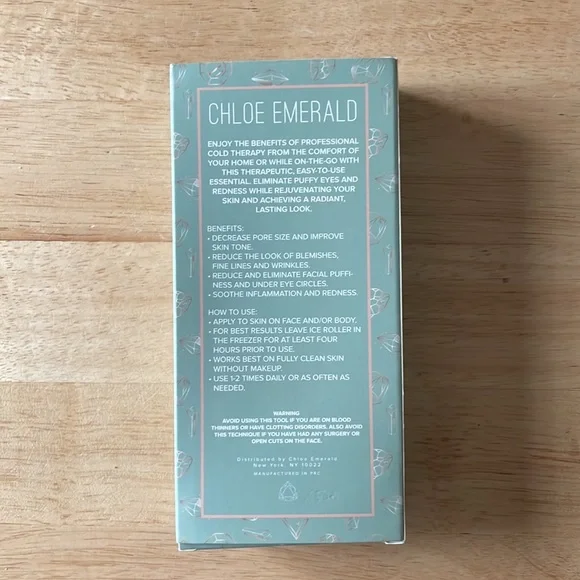 CHLOE EMERALD
ENJOY THE BENEFITS OF PROFESSIONAL
COLD THERAPY FROM THE COMFORT OF
YOUR HOME OR WHILE ON-THE-GO WITH
THIS THERAPEUTIC, EASY-TO-USE
ESSENTIAL. ELIMINATE PUFFY EYES AND
REDNESS WHILE REJUVENATING YOUR
SKIN AND ACHIEVING A RADIANT,
LASTING LOOK.
BENEFITS:
• DECREASE PORE SIZE AND IMPROVE
SKIN TONE.
• REDUCE THE LOOK OF BLEMISHES,
FINE LINES AND WRINKLES.
• REDUCE AND ELIMINATE FACIAL PUFFI-
NESS AND UNDER EYE CIRCLES.
• SOOTHE INFLAMMATION AND REDNESS.
HOW TO USE:
• APPLY TO SKIN ON FACE AND/OR BODY.
• FOR BEST RESULTS LEAVE ICE ROLLER IN
THE FREEZER FOR AT LEAST FOUR
HOURS PRIOR TO USE.
• WORKS BEST ON FULLY CLEAN SKIN
WITHOUT MAKEUP.
• USE 1-2 TIMES DAILY OR AS OFTEN AS
NEEDED.
WARNING
AVOID USING THIS TOOL IF YOU ARE ON BLOOD
THINNERS OR HAVE CLOTTING DISORDERS. ALSO AVOID
THIS TECHNIQUE IF YOU HAVE HAD ANY SURGERY OR
OPEN CUTS ON THE FACE.
Distributed by Chloe Emerald
New York, NY 10022
MANUFACTURED IN PRC